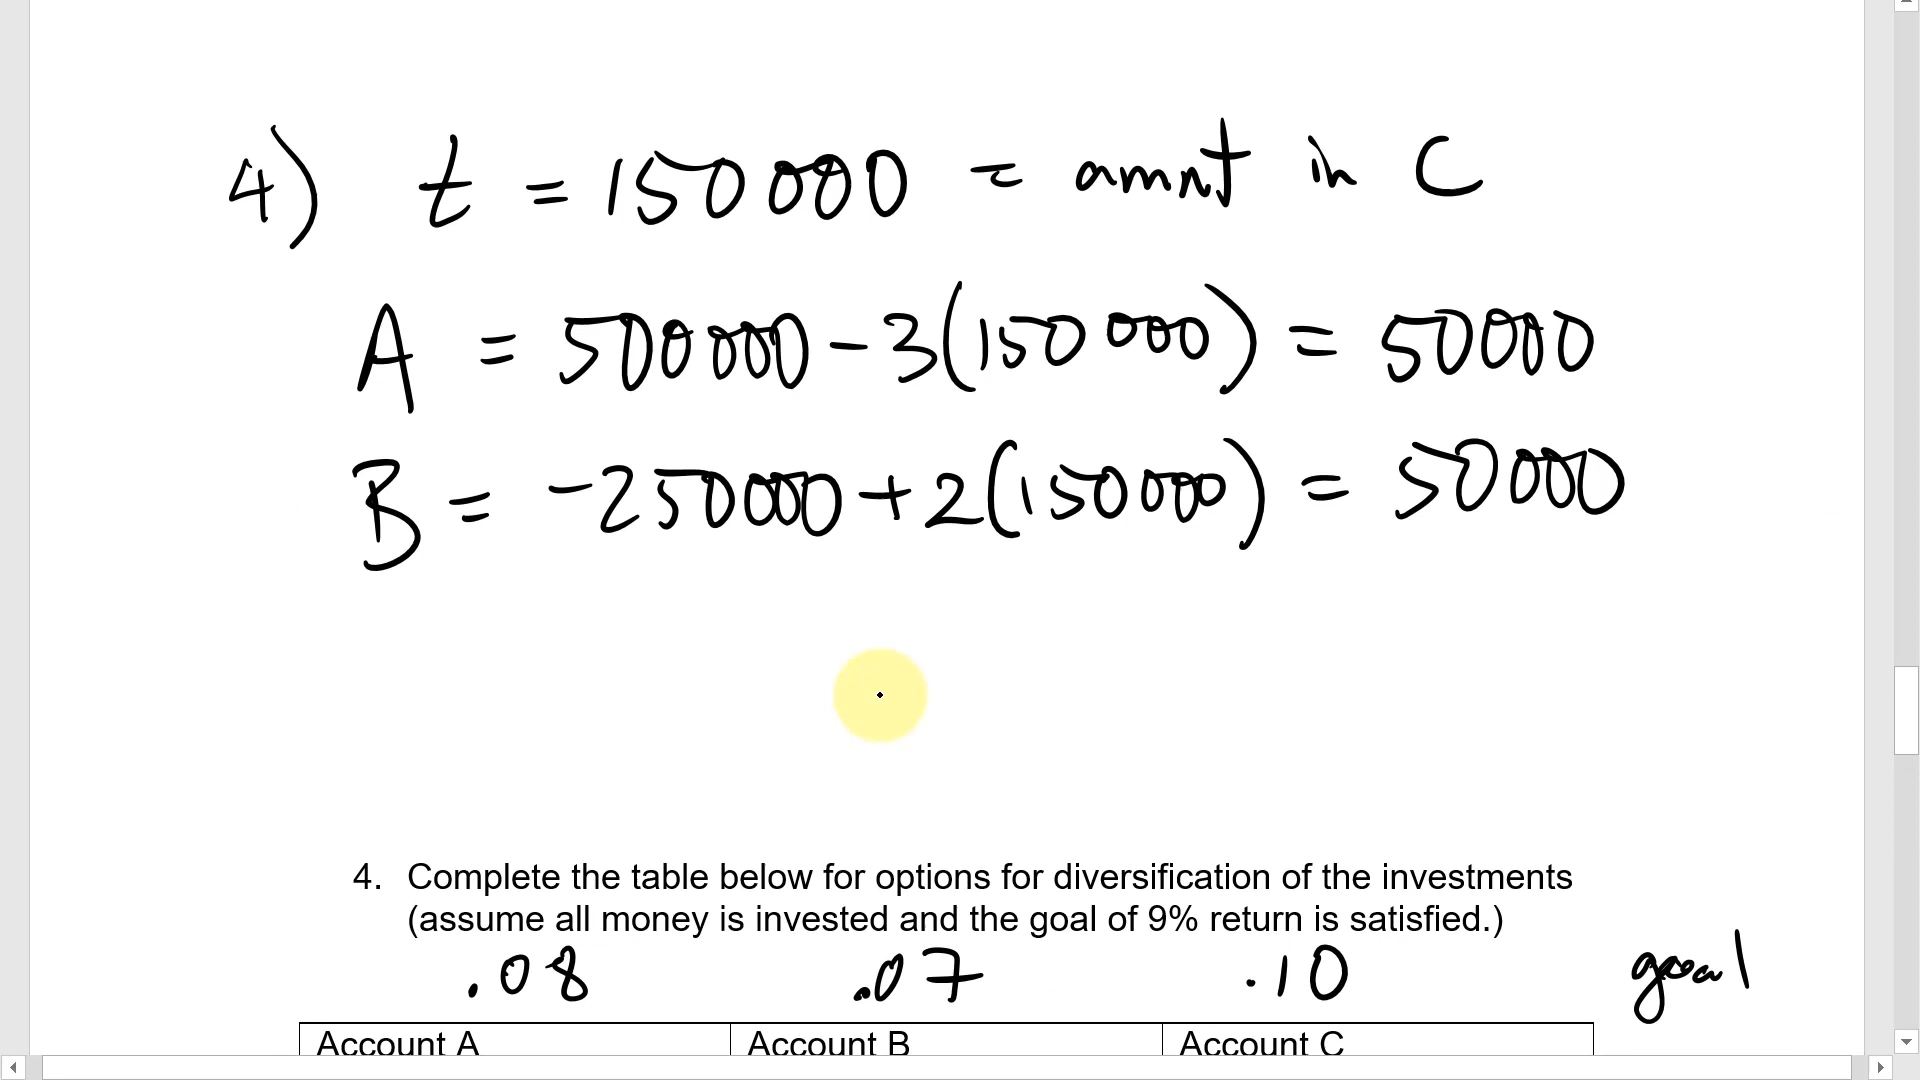 4) t = 150000 = amnt in C
A = 500000 - 3(150000) = 50000
B = -250000 + 2(150000) = 50000
4. Complete the table below for options for diversification of the investments
(assume all money is invested and the goal of 9% return is satisfied.)
.08 .07 .10 goal
Account A Account B Account C